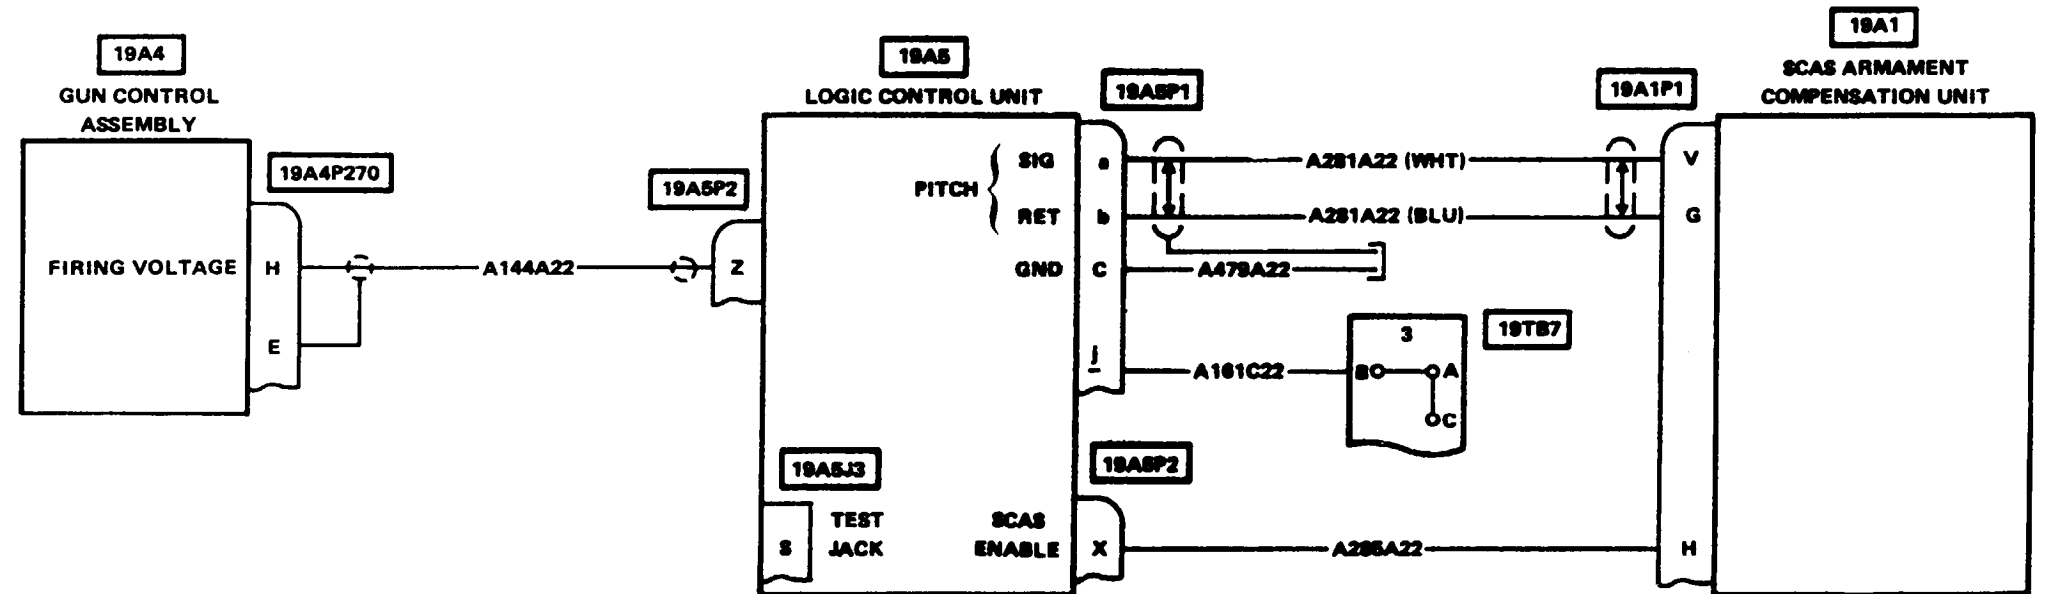 19A4
GUN CONTROL
ASSEMBLY
19A4P270
FIRING VOLTAGE
H
E
A144A22
19A5P2
Z
19A5
LOGIC CONTROL UNIT
PITCH
SIG
RET
GND
19A5P1
a
b
C
j
A281A22 (WHT)
A281A22 (BLU)
A479A22
A161C22
3
B
A
C
19TB7
19A1P1
V
G
19A1
SCAS ARMAMENT
COMPENSATION UNIT
19A5J3
S
TEST
JACK
SCAS
ENABLE
19A5P2
X
A285A22
H